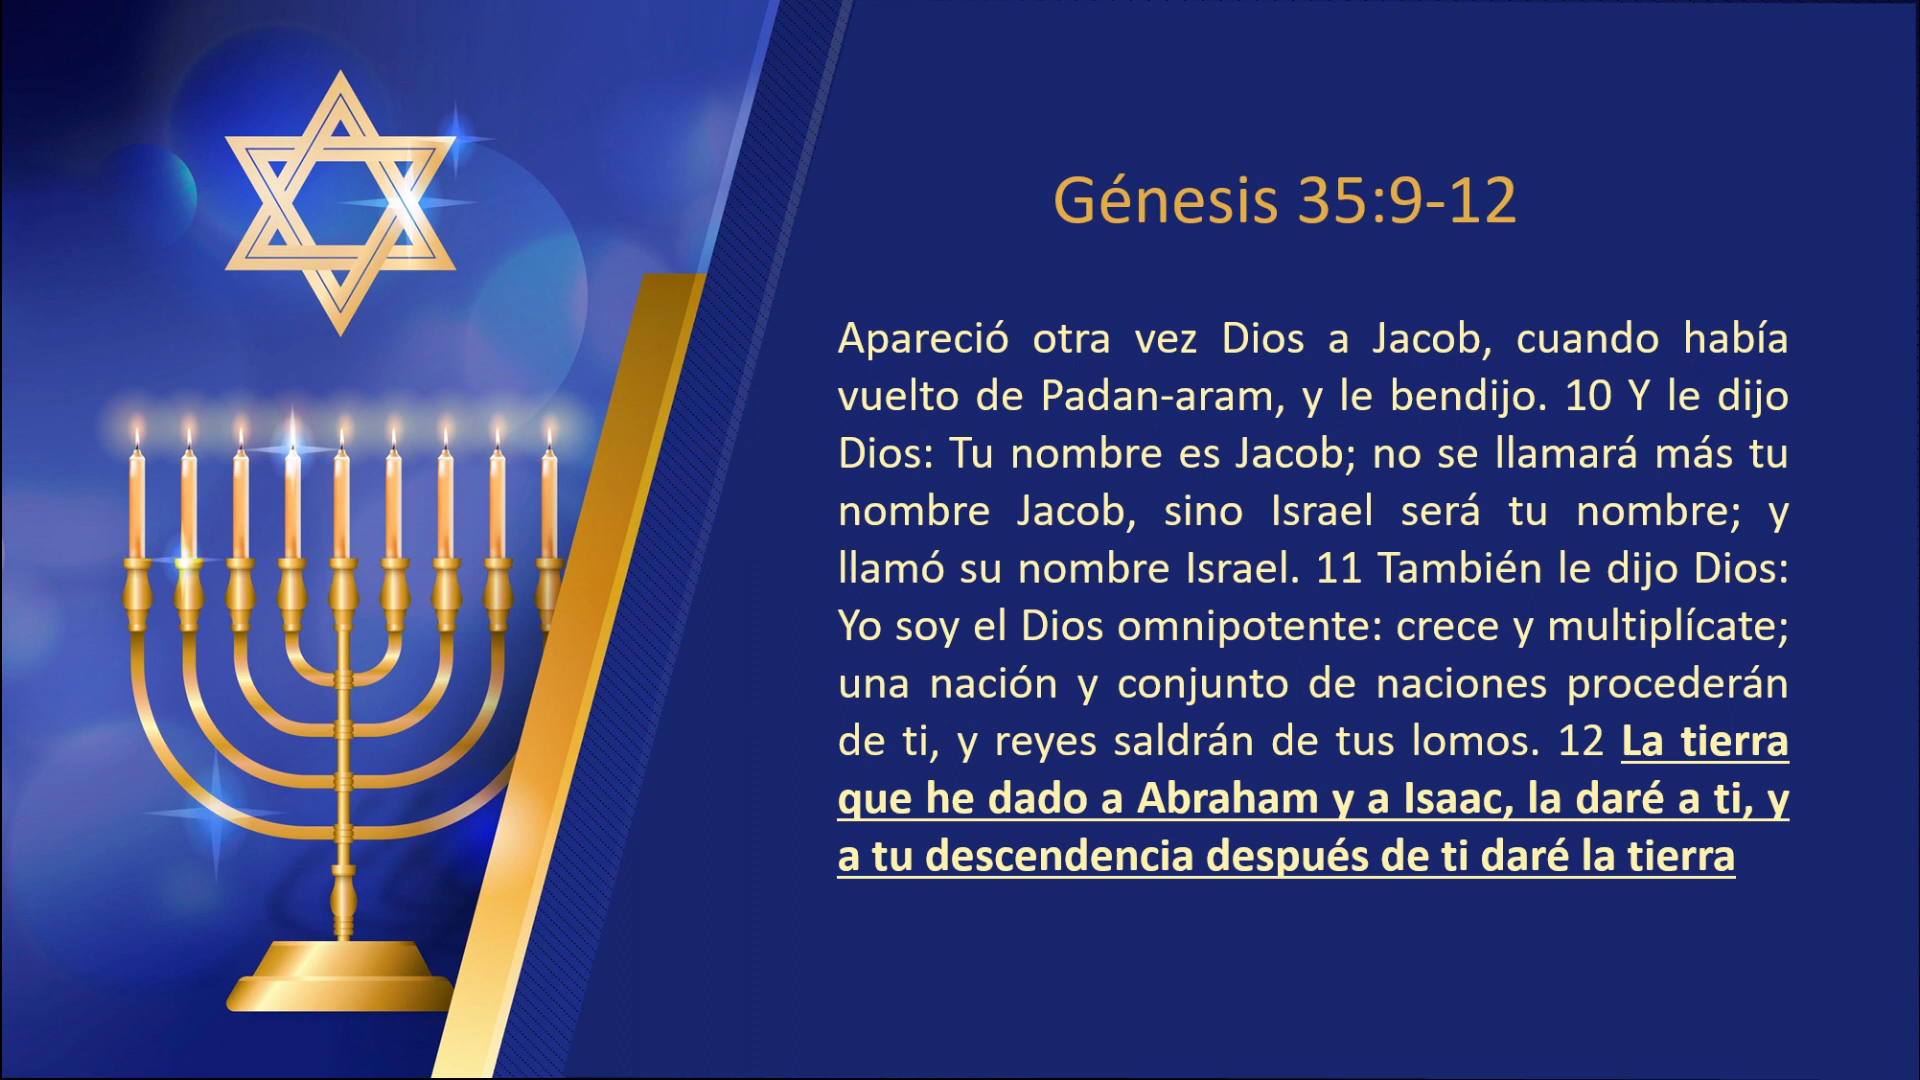 Génesis 35:9-12
Apareció otra vez Dios a Jacob, cuando había
vuelto de Padan-aram, y le bendijo. 10 Y le dijo
Dios: Tu nombre es Jacob; no se llamará más tu
nombre Jacob, sino Israel será tu nombre; y
llamó su nombre Israel. 11 También le dijo Dios:
Yo soy el Dios omnipotente: crece y multiplícate;
una nación y conjunto de naciones procederán
de ti, y reyes saldrán de tus lomos. 12 La tierra
que he dado a Abraham y a Isaac, la daré a ti, y
a tu descendencia después de ti daré la tierra